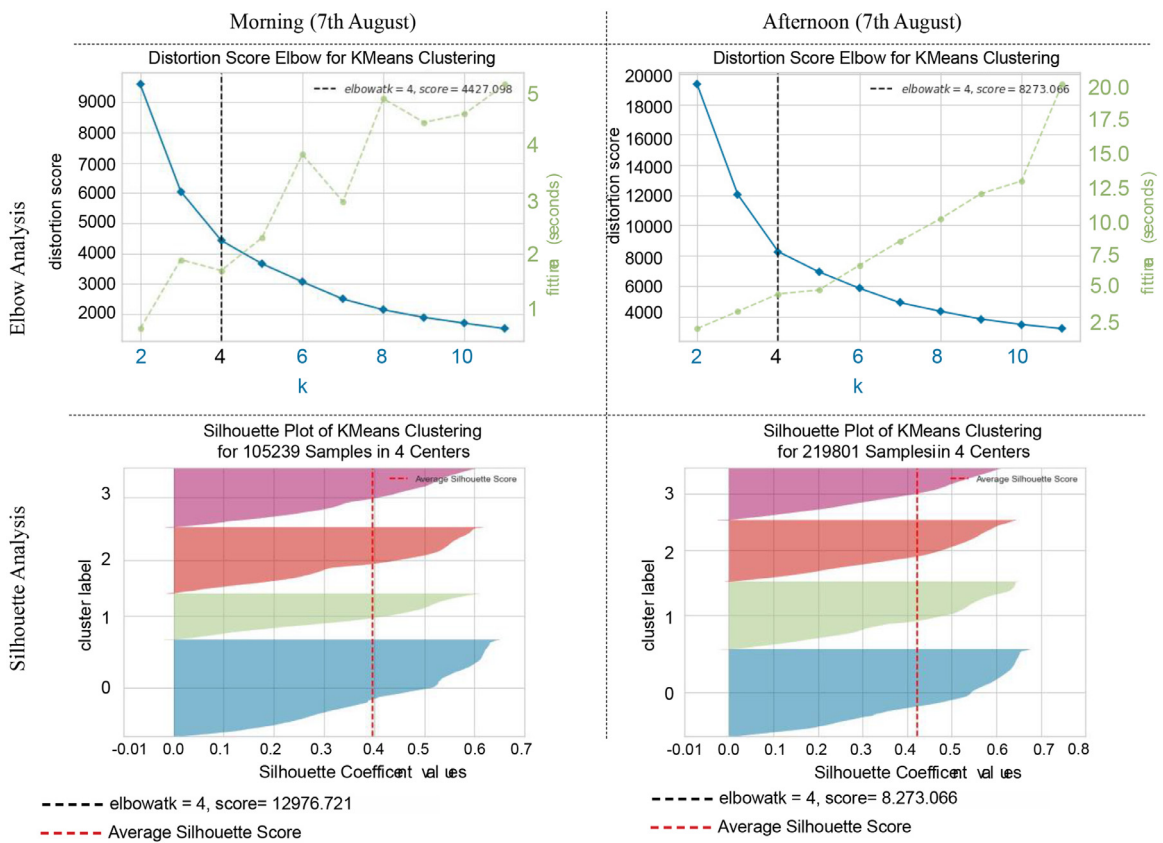 Morning (7th August)
Afternoon (7th August)
Elbow Analysis
Distortion Score Elbow for KMeans Clustering
elbowatk = 4, score = 4427.098
distortion score
9000
8000
7000
6000
5000
4000
3000
2000
5
4
3
2
1
2
4
6
8
10
k
Distortion Score Elbow for KMeans Clustering
elbowatk = 4, score = 8273.066
distortion score
20000
18000
16000
14000
12000
10000
8000
6000
4000
20.0
17.5
15.0
12.5
10.0
7.5
5.0
2.5
(seconds)
(seconds)
2
4
6
8
10
k
Silhouette Analysis
Silhouette Plot of KMeans Clustering
for 105239 Samples in 4 Centers
Average Silhouette Score
cluster label
3
2
1
0
-0.01
0.0
0.1
0.2
0.3
0.4
0.5
0.6
0.7
Silhouette
Silhouette Plot of KMeans Clustering
for 219801 Samplesiin 4 Centers
Average Silhouette Score
cluster label
3
2
1
0
-0.01
0.0
0.1
0.2
0.3
0.4
0.5
0.6
0.7
0.8
Silhouette
elbowatk = 4, score= 12976.721
Average Silhouette Score
elbowatk = 4, score= 8.273.066
Average Silhouette Score